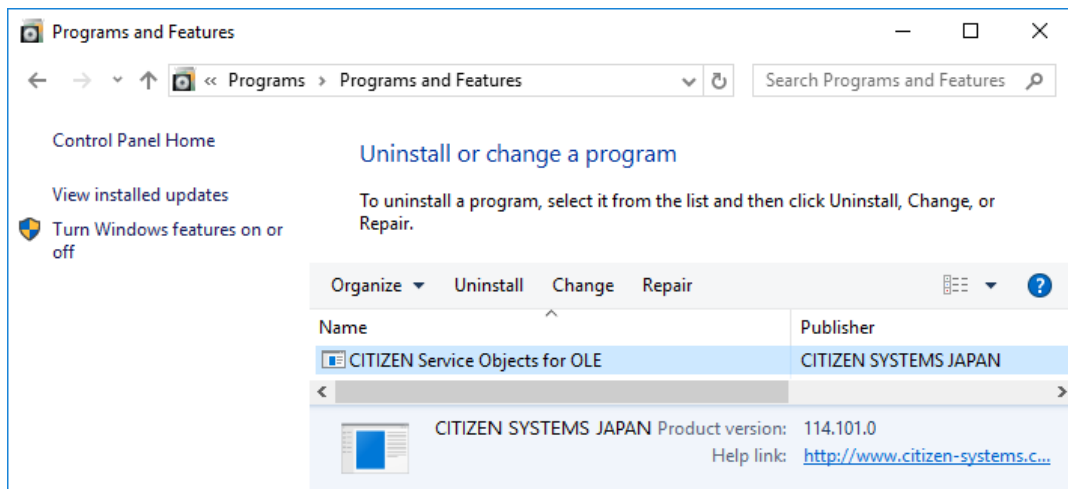 Programs and Features
« Programs > Programs and Features
Search Programs and Features
Control Panel Home
View installed updates
Turn Windows features on or
off
Uninstall or change a program
To uninstall a program, select it from the list and then click Uninstall, Change, or
Repair.
Organize Uninstall Change Repair
Name Publisher
CITIZEN Service Objects for OLE CITIZEN SYSTEMS JAPAN
CITIZEN SYSTEMS JAPAN Product version: 114.101.0
Help link: http://www.citizen-systems.c...